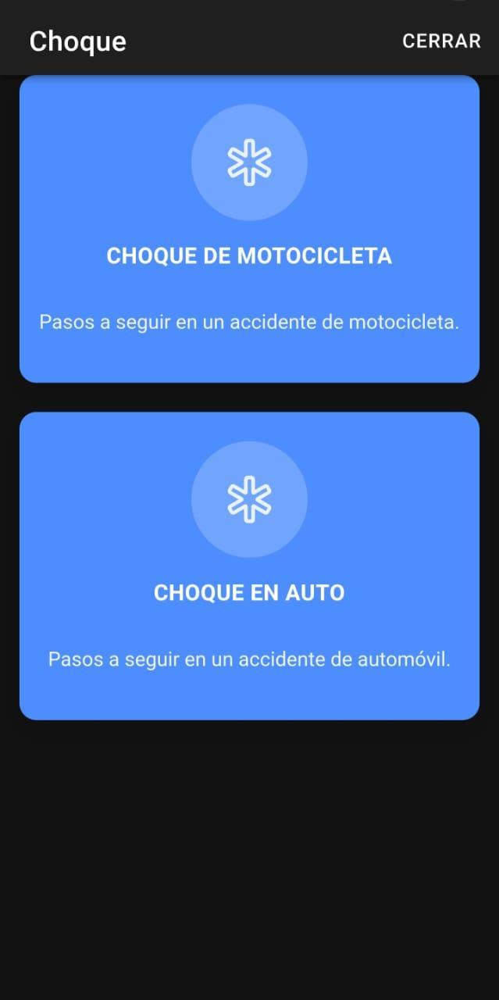 Choque
CERRAR
CHOQUE DE MOTOCICLETA
Pasos a seguir en un accidente de motocicleta.
CHOQUE EN AUTO
Pasos a seguir en un accidente de automóvil.